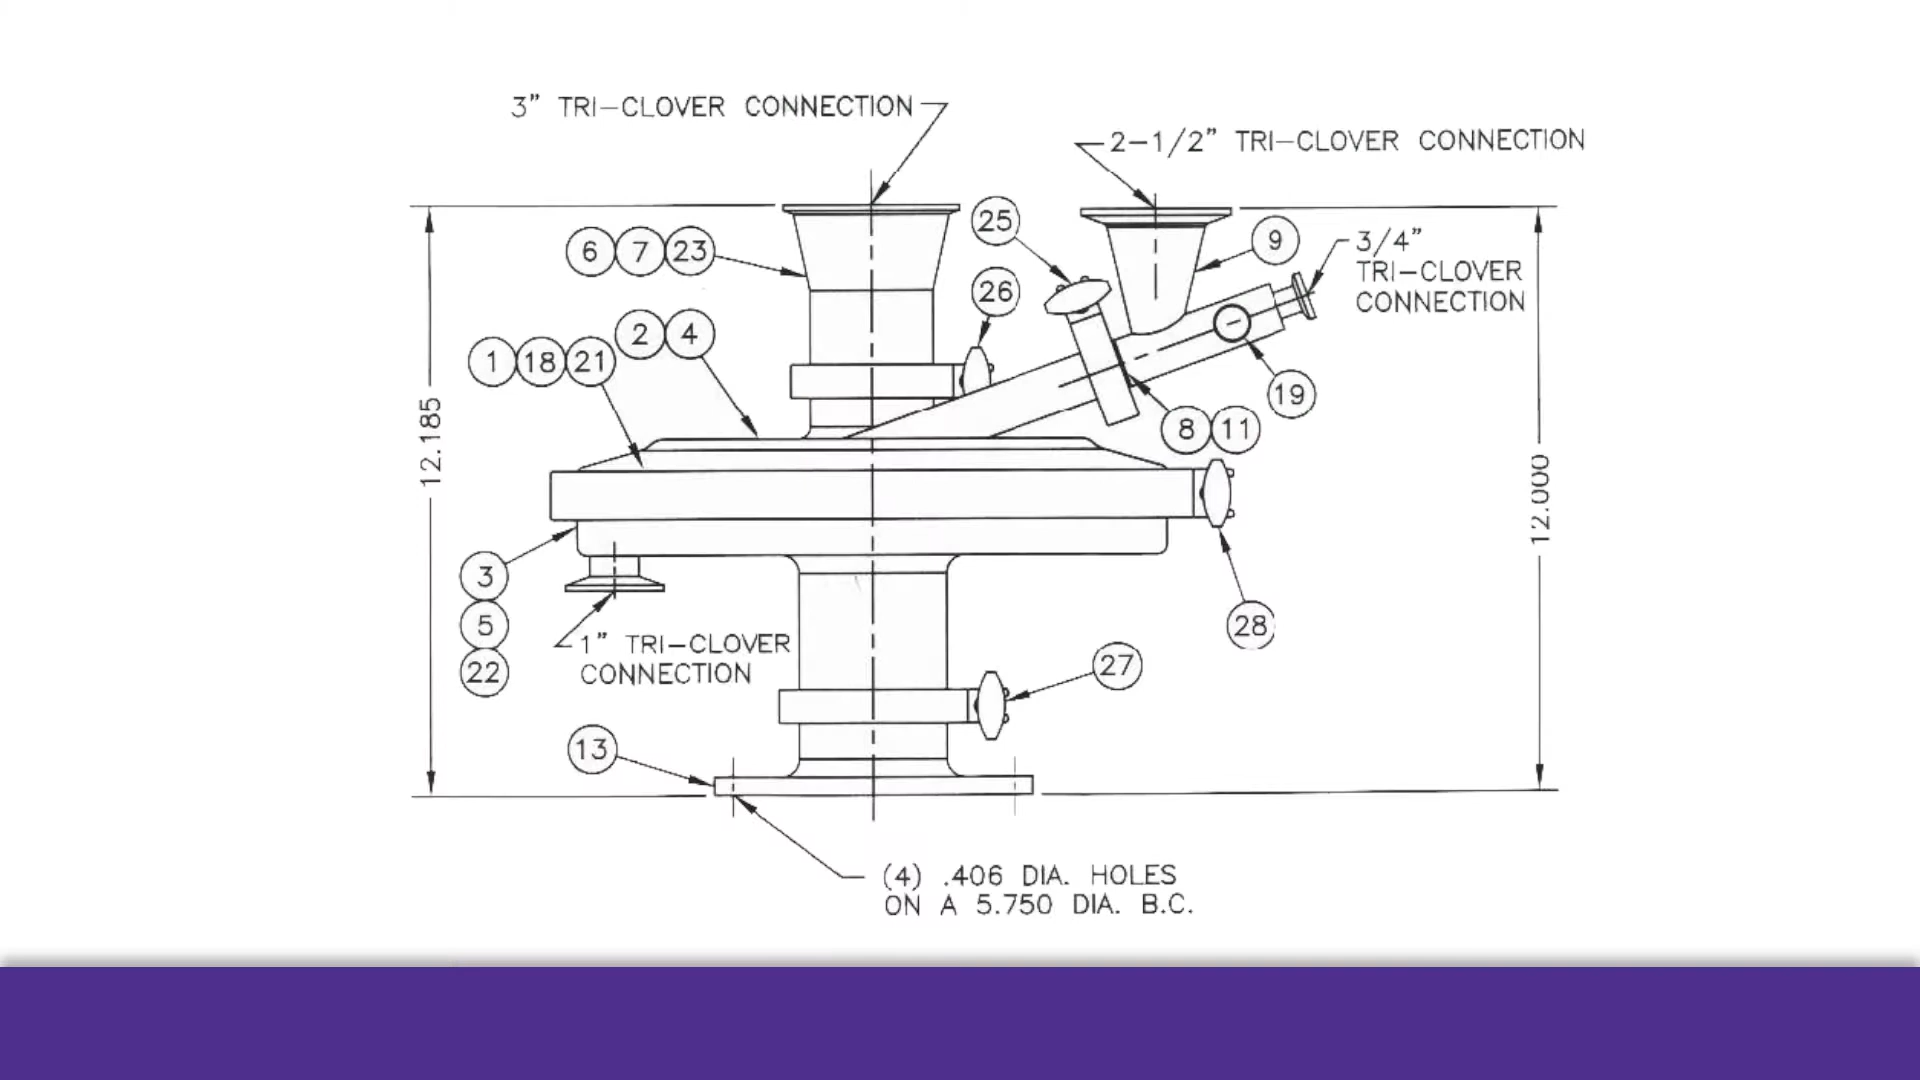 3” TRI-CLOVER CONNECTION
2-1/2” TRI-CLOVER CONNECTION
25
9
3/4”
TRI-CLOVER
CONNECTION
6 7 23
26
2 4
1 18 21
19
8 11
12.185
12.000
3
5
22
28
1” TRI-CLOVER
CONNECTION
27
13
(4) .406 DIA. HOLES
ON A 5.750 DIA. B.C.